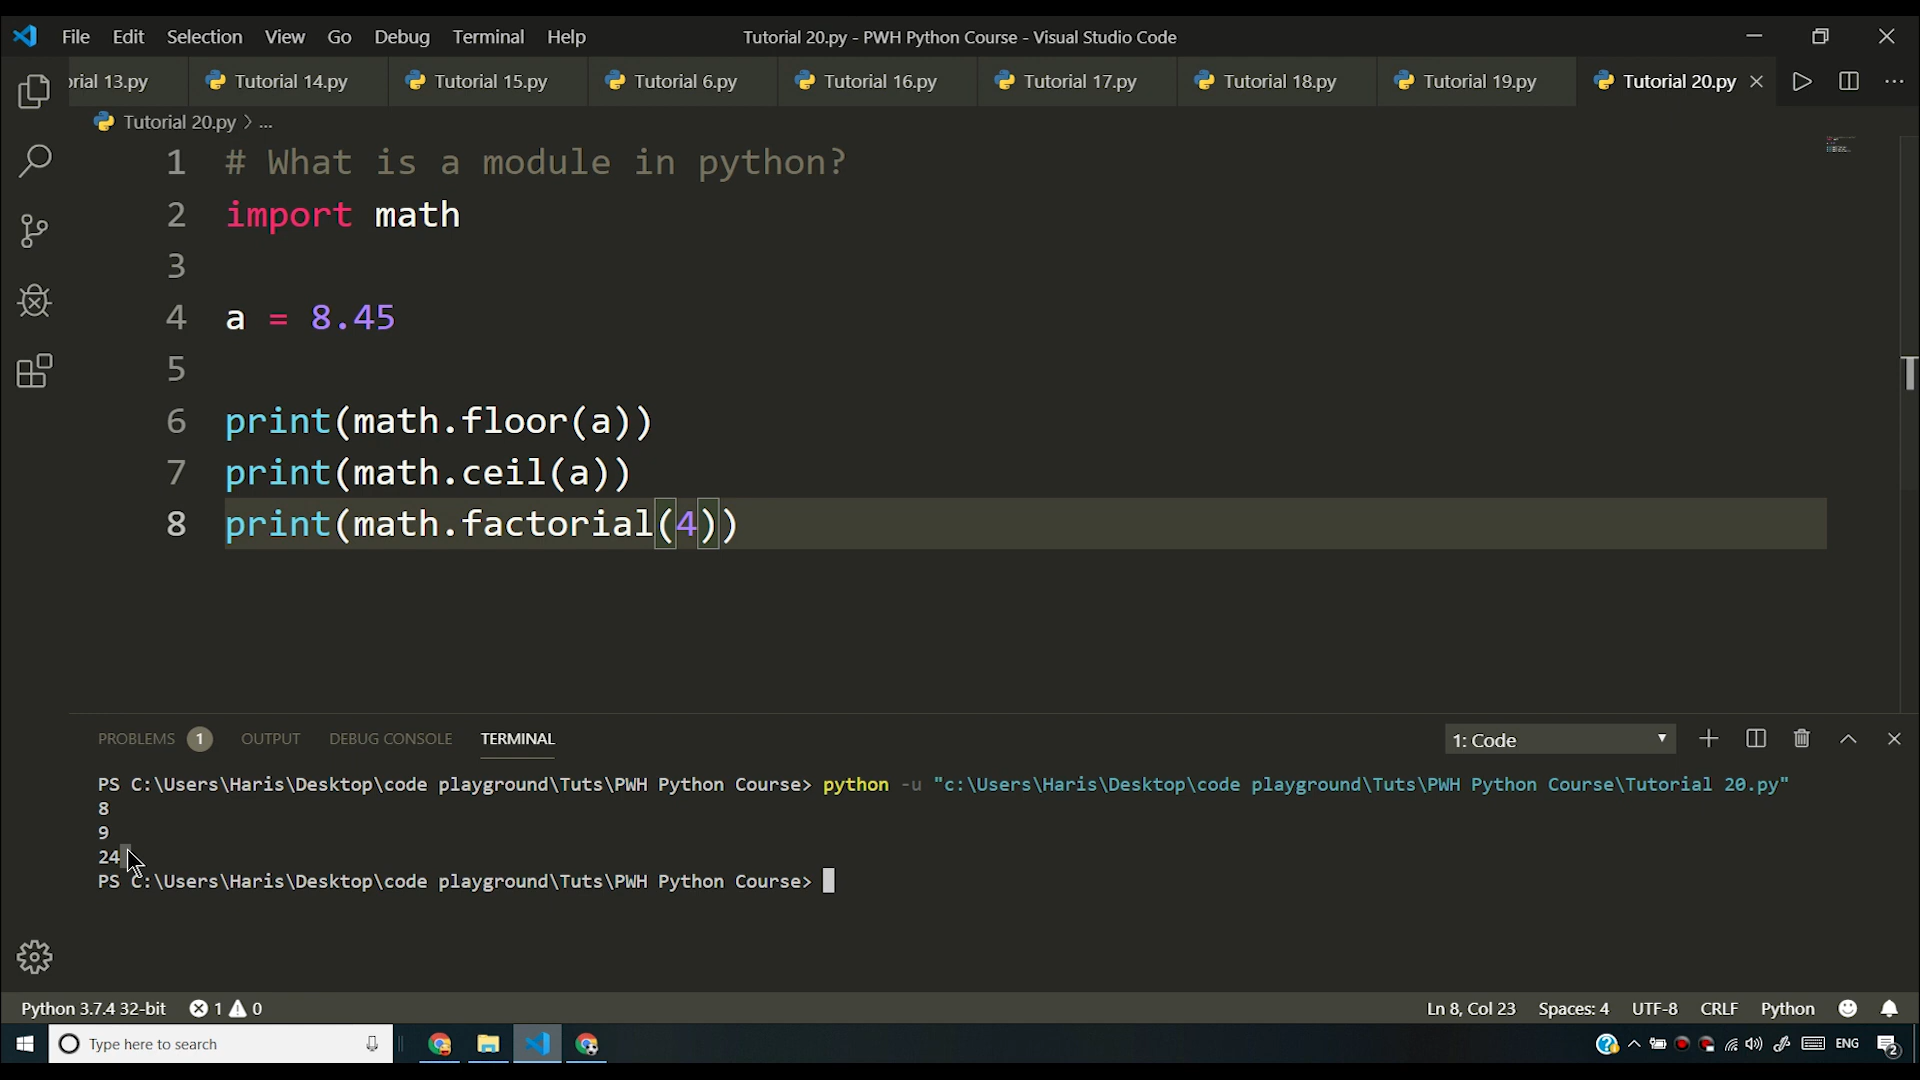 File Edit Selection View Go Debug Terminal Help Tutorial 20.py - PWH Python Course - Visual Studio Code
rial 13.py Tutorial 14.py Tutorial 15.py Tutorial 6.py Tutorial 16.py Tutorial 17.py Tutorial 18.py Tutorial 19.py Tutorial 20.py
Tutorial 20.py > ...
1 # What is a module in python?
2 import math
3
4 a = 8.45
5
6 print(math.floor(a))
7 print(math.ceil(a))
8 print(math.factorial(4))
PROBLEMS 1 OUTPUT DEBUG CONSOLE TERMINAL 1: Code
PS C:\Users\Haris\Desktop\code playground\Tuts\PWH Python Course> python -u "c:\Users\Haris\Desktop\code playground\Tuts\PWH Python Course\Tutorial 20.py"
8
9
24
PS C:\Users\Haris\Desktop\code playground\Tuts\PWH Python Course>
Python 3.7.4 32-bit 1 0 Ln 8, Col 23 Spaces: 4 UTF-8 CRLF Python
Type here to search ENG 2